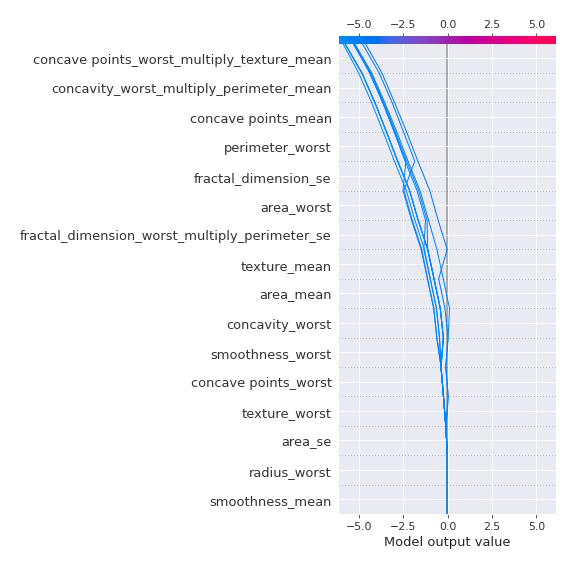 −5.0 −2.5 0.0 2.5 5.0
concave points_worst_multiply_texture_mean
concavity_worst_multiply_perimeter_mean
concave points_mean
perimeter_worst
fractal_dimension_se
area_worst
fractal_dimension_worst_multiply_perimeter_se
texture_mean
area_mean
concavity_worst
smoothness_worst
concave points_worst
texture_worst
area_se
radius_worst
smoothness_mean
−5.0 −2.5 0.0 2.5 5.0
Model output value